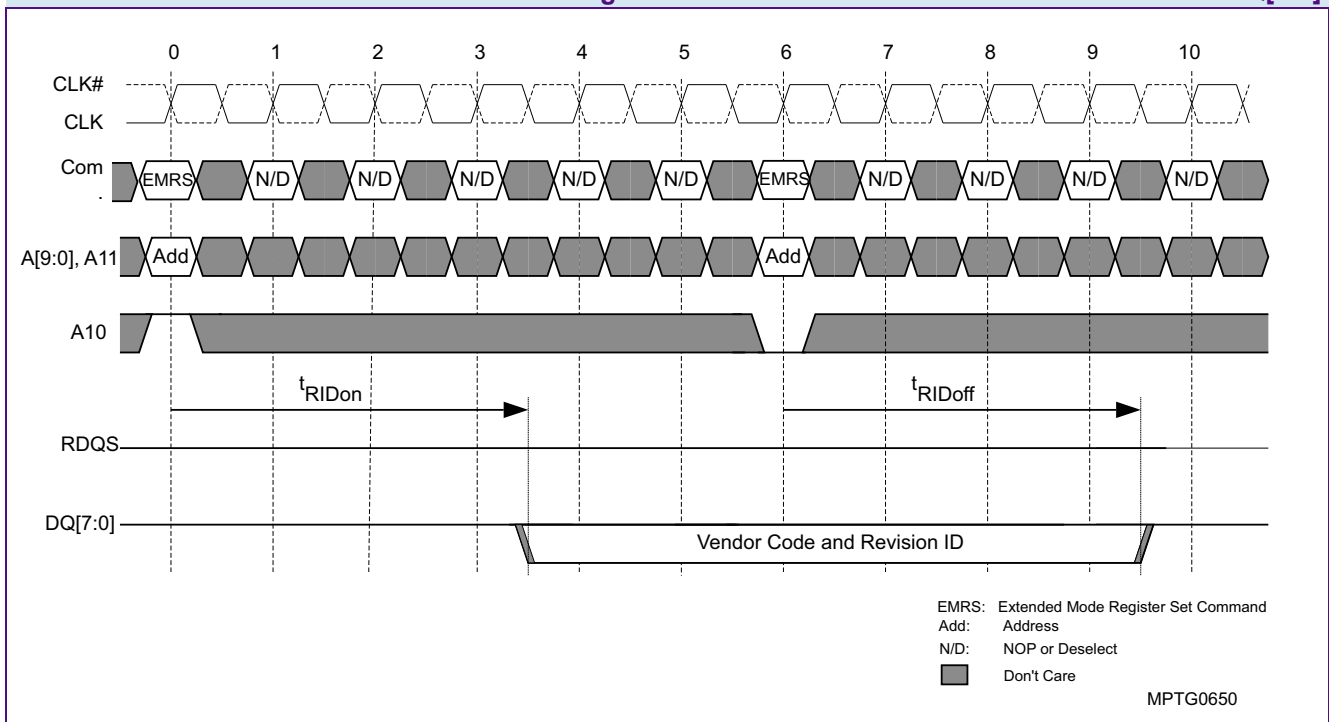 0 1 2 3 4 5 6 7 8 9 10
CLK#
CLK
Com
.
EMRS N/D N/D N/D N/D N/D EMRS N/D N/D N/D N/D
A[9:0], A11 Add Add
A10
tRIDon tRIDoff
RDQS
DQ[7:0]
Vendor Code and Revision ID
EMRS: Extended Mode Register Set Command
Add: Address
N/D: NOP or Deselect
Don't Care
MPTG0650